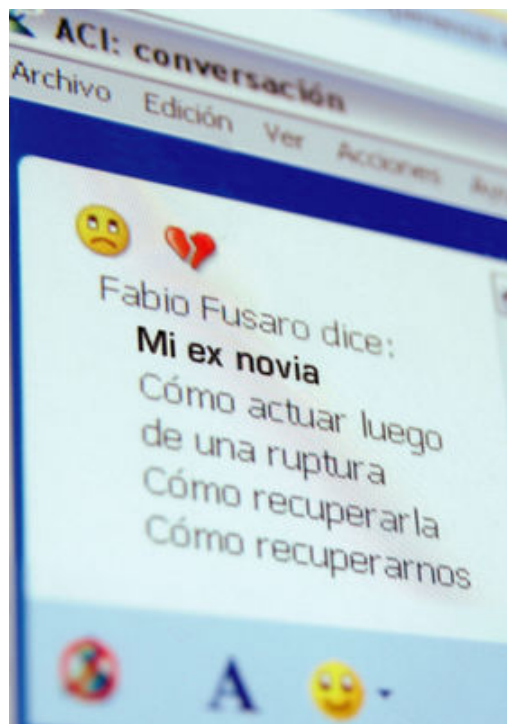 ACI: conversación
Archivo Edición Ver Acciones
Fabio Fusaro dice:
Mi ex novia
Cómo actuar luego
de una ruptura
Cómo recuperarla
Cómo recuperarnos
A